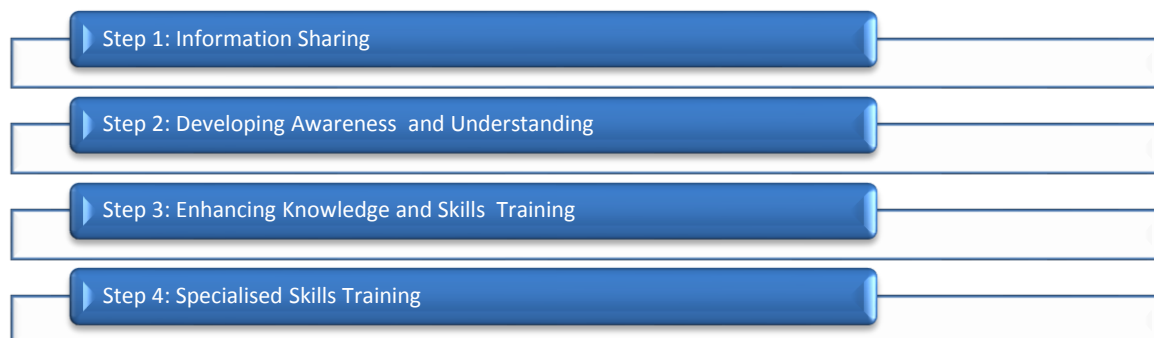 Step 1: Information Sharing
Step 2: Developing Awareness and Understanding
Step 3: Enhancing Knowledge and Skills Training
Step 4: Specialised Skills Training